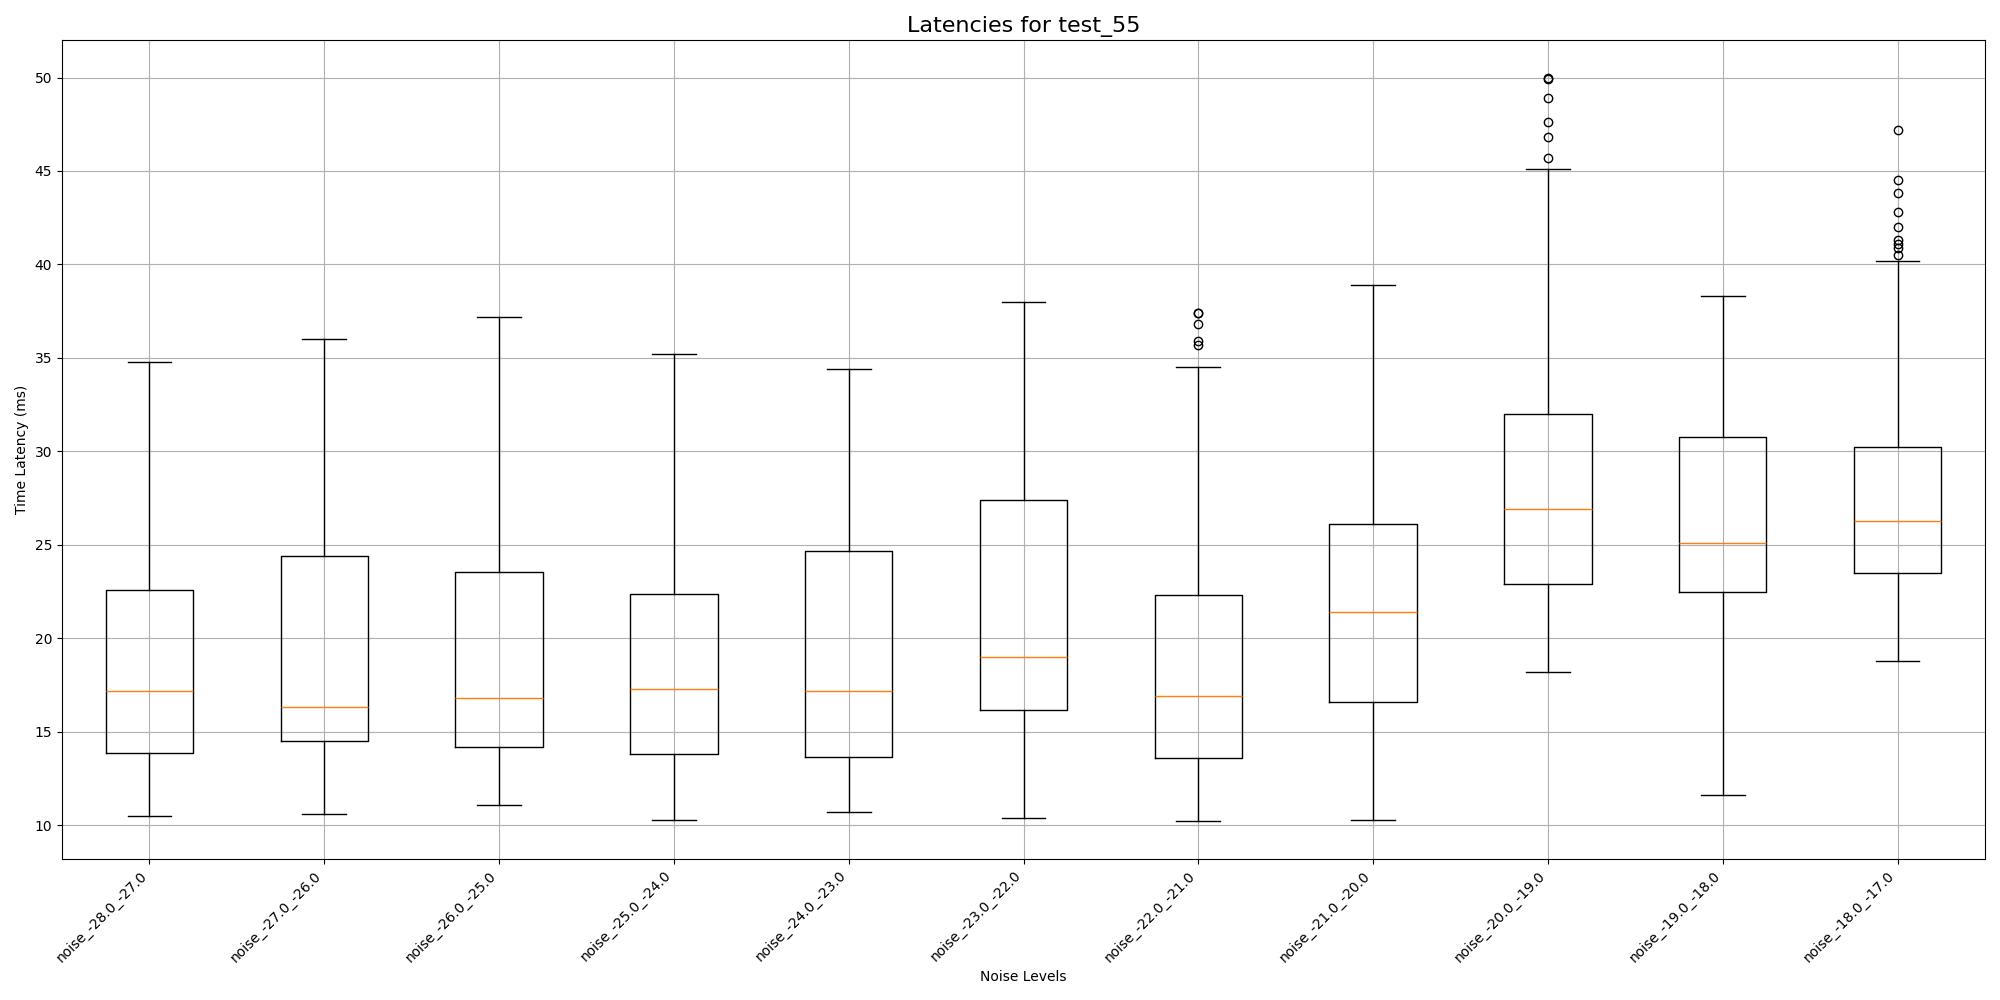 Latencies for test_55
50
45
40
35
30
25
20
15
10
Time Latency (ms)
noise_-28.0_-27.0
noise_-27.0_-26.0
noise_-26.0_-25.0
noise_-25.0_-24.0
noise_-24.0_-23.0
noise_-23.0_-22.0
noise_-22.0_-21.0
noise_-21.0_-20.0
noise_-20.0_-19.0
noise_-19.0_-18.0
noise_-18.0_-17.0
Noise Levels